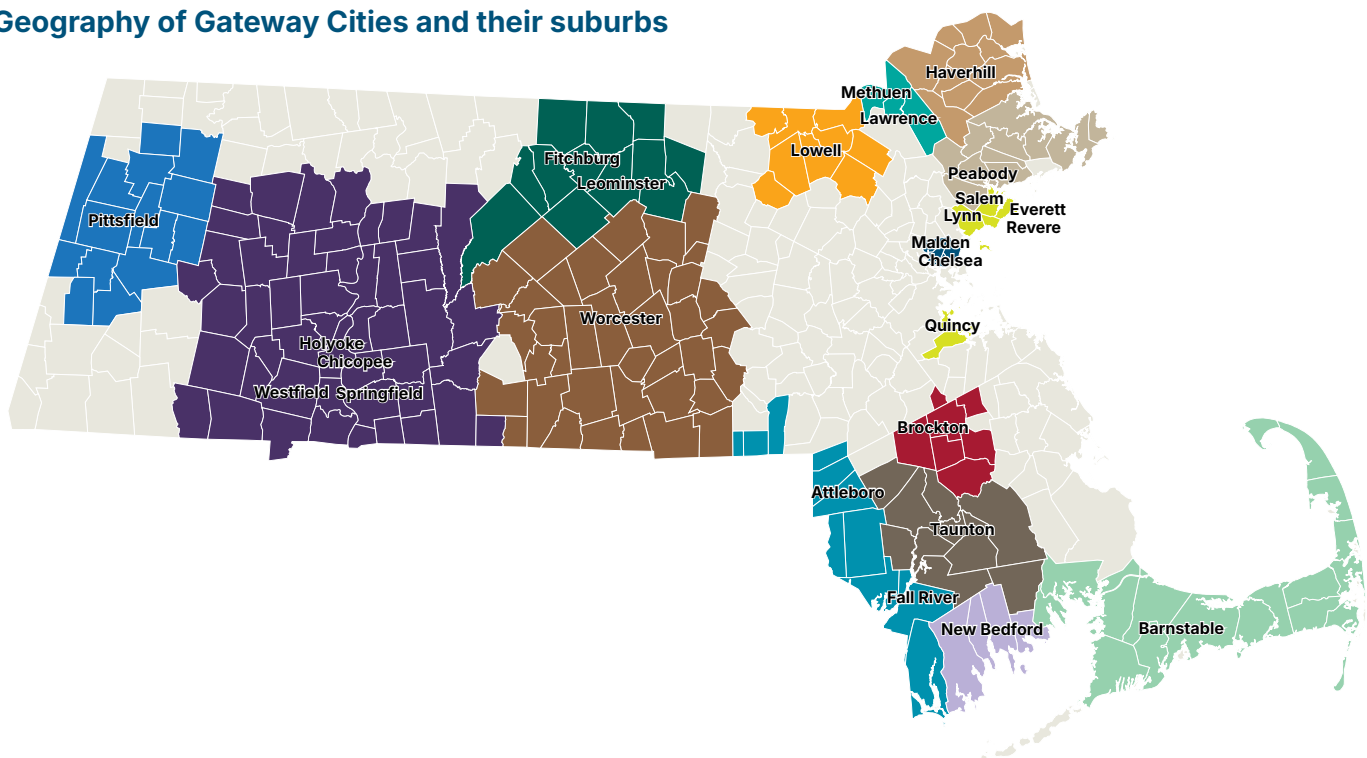 Geography of Gateway Cities and their suburbs
Haverhill
Methuen
Lawrence
Lowell
Fitchburg
Leominster
Peabody
Salem
Lynn
Everett
Revere
Pittsfield
Malden
Chelsea
Worcester
Quincy
Holyoke
Chicopee
Westfield
Springfield
Brockton
Attleboro
Taunton
Fall River
New Bedford
Barnstable